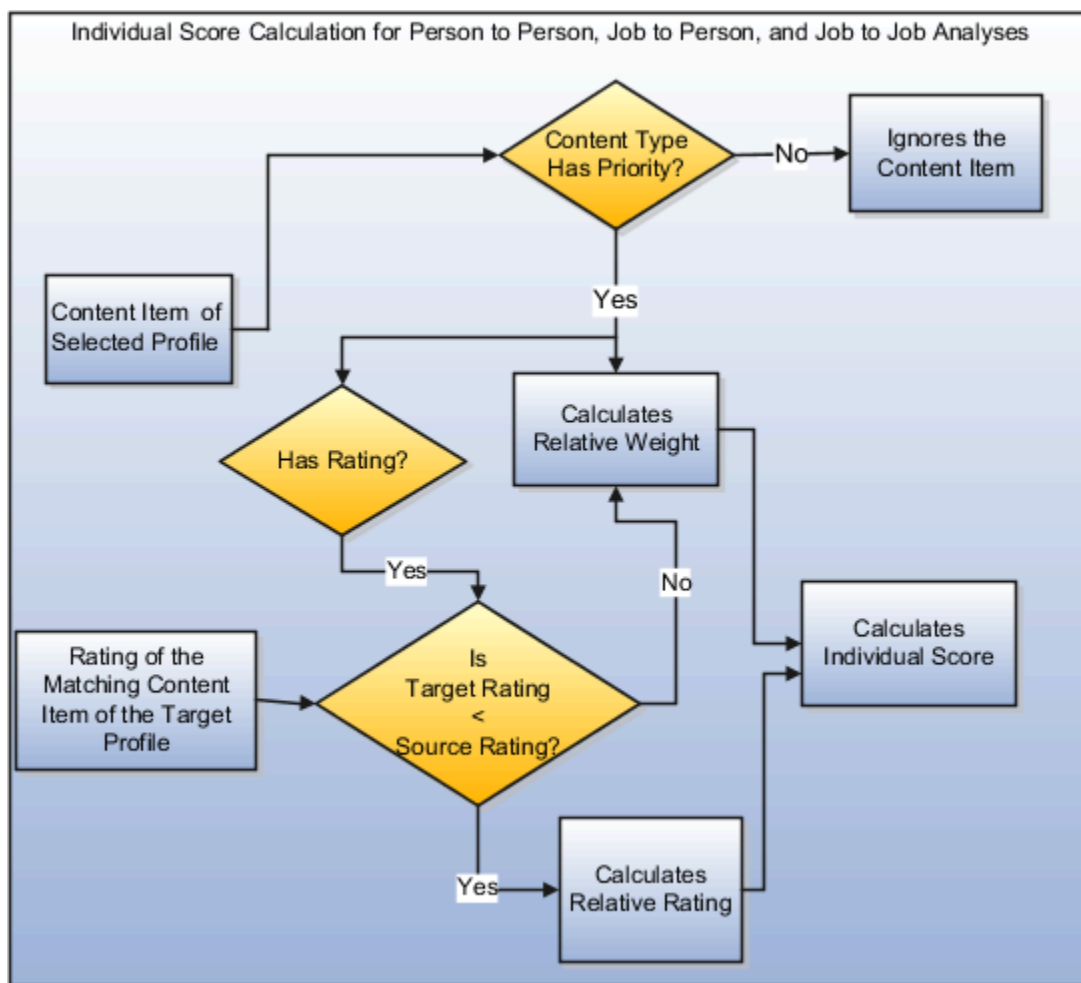 Individual Score Calculation for Person to Person, Job to Person, and Job to Job Analyses
Content Type
Has Priority?
No
Ignores the
Content Item
Yes
Content Item of
Selected Profile
Has Rating?
Calculates
Relative Weight
Yes
No
Rating of the
Matching Content
Item of the Target
Profile
Is
Target Rating
<
Source Rating?
Calculates
Individual Score
Yes
Calculates
Relative Rating